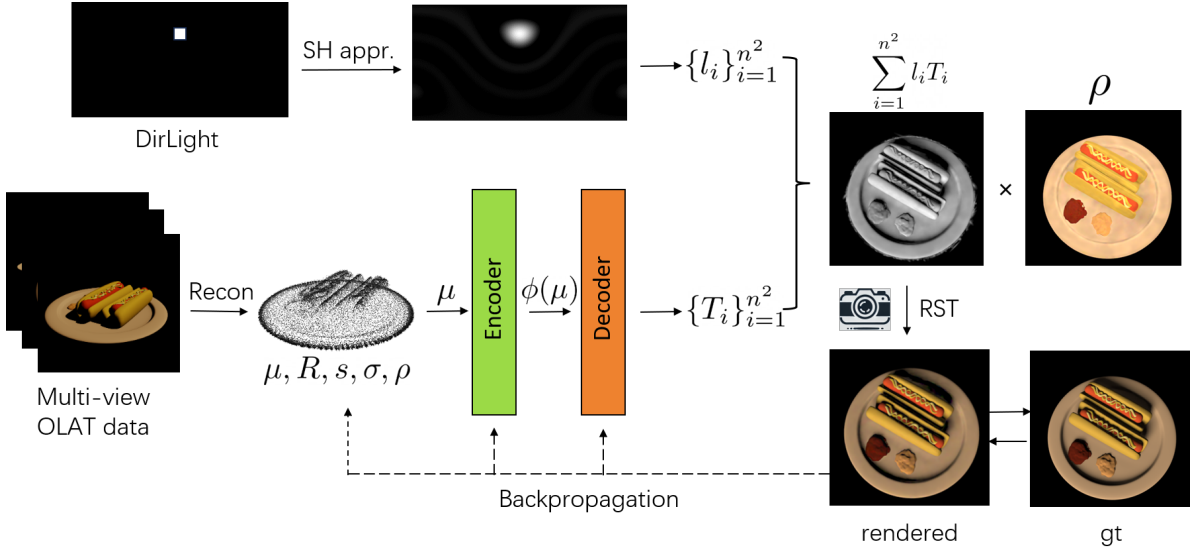 DirLight
SH appr.
$\{l_i\}_{i=1}^{n^2}$
$\sum_{i=1}^{n^2} l_i T_i$
ρ
×
Multi-view
OLAT data
Recon
μ, R, s, σ, ρ
μ
Encoder
ϕ(μ)
Decoder
$\{T_i\}_{i=1}^{n^2}$
RST
Backpropagation
rendered
gt